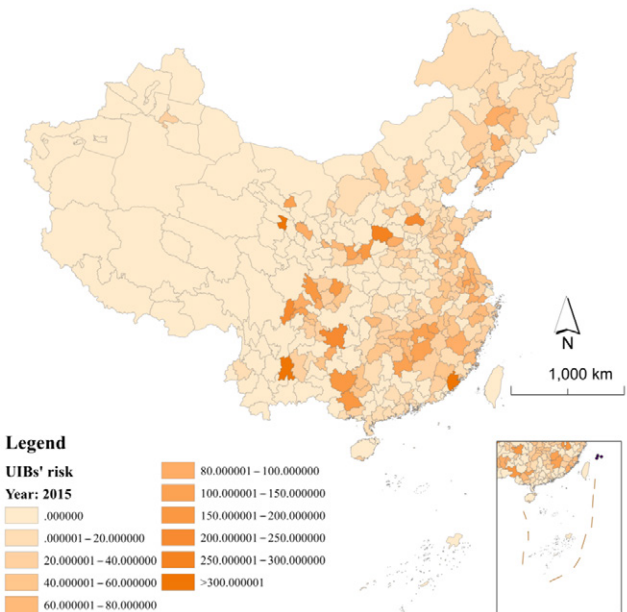 N
1,000 km
Legend
UIBs' risk
Year: 2015
.000000
.000001–20.000000
20.000001–40.000000
40.000001–60.000000
60.000001–80.000000
80.000001–100.000000
100.000001–150.000000
150.000001–200.000000
200.000001–250.000000
250.000001–300.000000
>300.000001